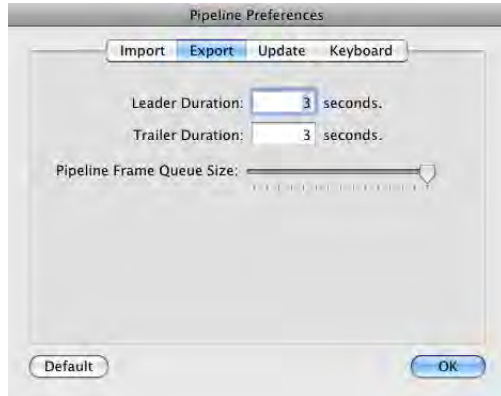 Pipeline Preferences
Import Export Update Keyboard
Leader Duration: 3 seconds.
Trailer Duration: 3 seconds.
Pipeline Frame Queue Size:
Default OK